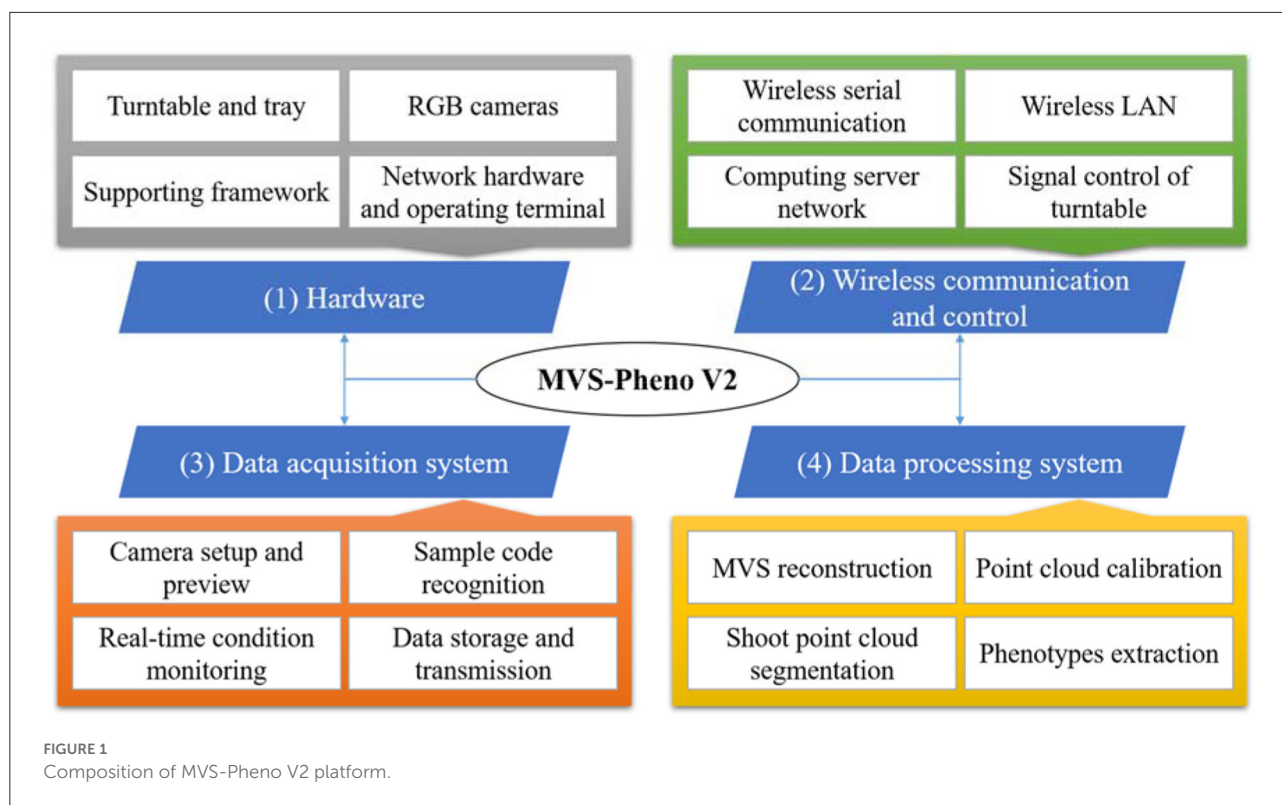 Turntable and tray
RGB cameras
Supporting framework
Network hardware
and operating terminal
(1) Hardware
Wireless serial
communication
Wireless LAN
Computing server
network
Signal control of
turntable
(2) Wireless communication
and control
MVS-Pheno V2
(3) Data acquisition system
Camera setup and
preview
Sample code
recognition
Real-time condition
monitoring
Data storage and
transmission
(4) Data processing system
MVS reconstruction
Point cloud calibration
Shoot point cloud
segmentation
Phenotypes extraction
FIGURE 1
Composition of MVS-Pheno V2 platform.